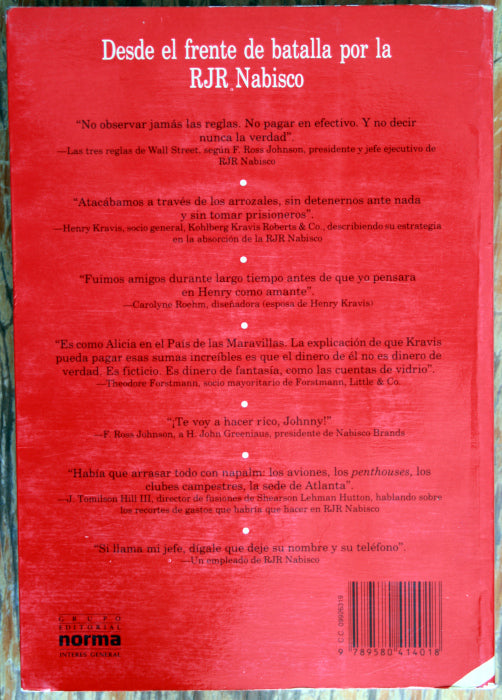 Desde el frente de batalla por la
RJR Nabisco
“No observar jamás las reglas. No pagar en efectivo. Y no decir
nunca la verdad”.
—Las tres reglas de Wall Street, según F. Ross Johnson, presidente y jefe ejecutivo de
RJR Nabisco
“Atacábamos a través de los arrozales, sin detenernos ante nada
y sin tomar prisioneros”.
—Henry Kravis, socio general, Kohlberg Kravis Roberts & Co., describiendo su estrategia
en la absorción de la RJR Nabisco
“Fuimos amigos durante largo tiempo antes de que yo pensara
en Henry como amante”.
—Carolyne Roehm, diseñadora (esposa de Henry Kravis)
“Es como Alicia en el País de las Maravillas. La explicación de que Kravis
pueda pagar esas sumas increíbles es que el dinero de él no es dinero de
verdad. Es ficticio. Es dinero de fantasía, como las cuentas de vidrio”.
—Theodore Forstmann, socio mayoritario de Forstmann, Little & Co.
“¡Te voy a hacer rico, Johnny!”
—F. Ross Johnson, a H. John Greeniaus, presidente de Nabisco Brands
“Había que arrasar todo con napalm: los aviones, los penthouses, los
clubes campestres, la sede de Atlanta”.
—J. Tomilson Hill III, director de fusiones de Shearson Lehman Hutton, hablando sobre
los recortes de gastos que habría que hacer en RJR Nabisco
“Si llama mi jefe, dígale que deje su nombre y su teléfono”.
—Un empleado de RJR Nabisco
GRUPO
EDITORIAL
norma
INTERES GENERAL
C.C. 09926319
9 789580 414018